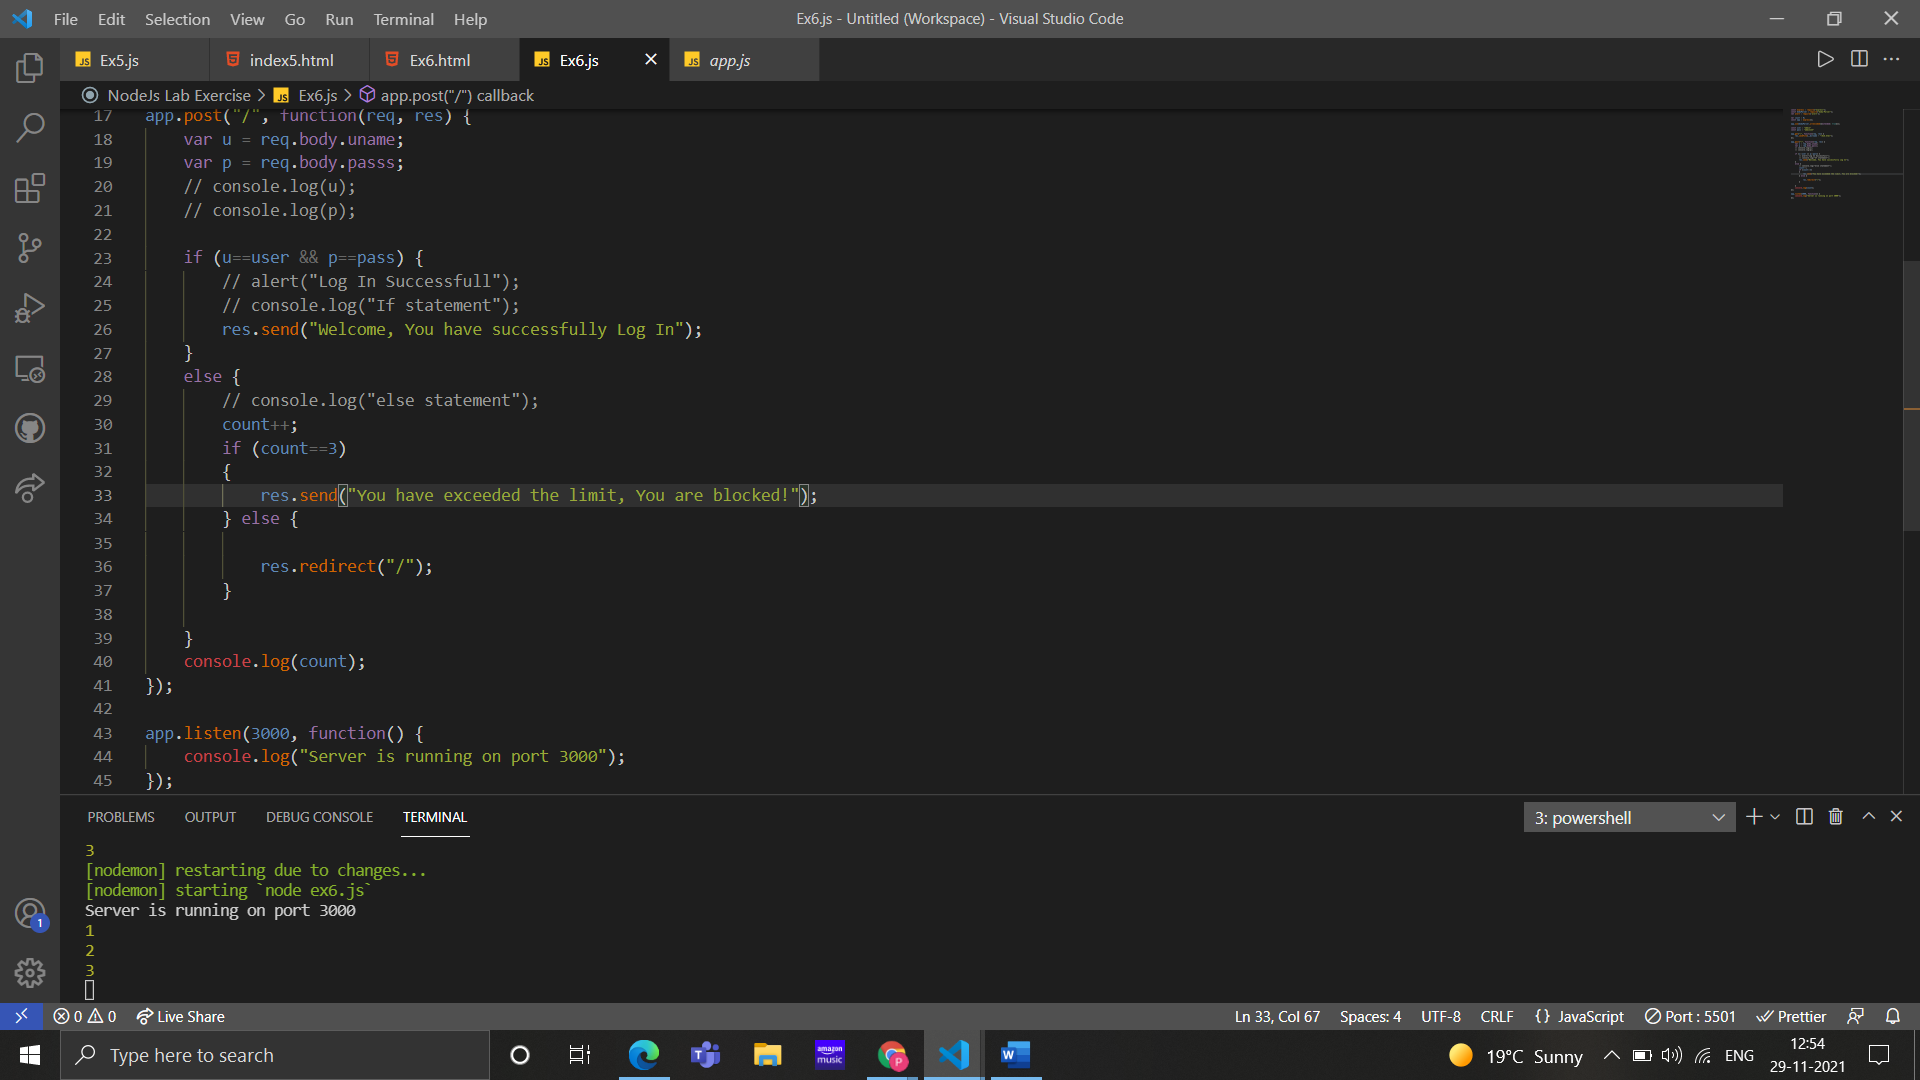 File Edit Selection View Go Run Terminal Help Ex6.js - Untitled (Workspace) - Visual Studio Code
Ex5.js index5.html Ex6.html Ex6.js app.js
NodeJs Lab Exercise > Ex6.js > app.post("/") callback
17 app.post("/", function(req, res) {
18 var u = req.body.uname;
19 var p = req.body.passs;
20 // console.log(u);
21 // console.log(p);
22
23 if (u==user && p==pass) {
24 // alert("Log In Successfull");
25 // console.log("If statement");
26 res.send("Welcome, You have successfully Log In");
27 }
28 else {
29 // console.log("else statement");
30 count++;
31 if (count==3)
32 {
33 res.send("You have exceeded the limit, You are blocked!");
34 } else {
35
36 res.redirect("/");
37 }
38
39 }
40 console.log(count);
41 });
42
43 app.listen(3000, function() {
44 console.log("Server is running on port 3000");
45 });
PROBLEMS OUTPUT DEBUG CONSOLE TERMINAL 3: powershell
3
[nodemon] restarting due to changes...
[nodemon] starting `node ex6.js`
Server is running on port 3000
1
2
3
0 0 Live Share Ln 33, Col 67 Spaces: 4 UTF-8 CRLF {} JavaScript Port : 5501 Prettier
1
Type here to search amazon music 19°C Sunny ENG 12:54
29-11-2021